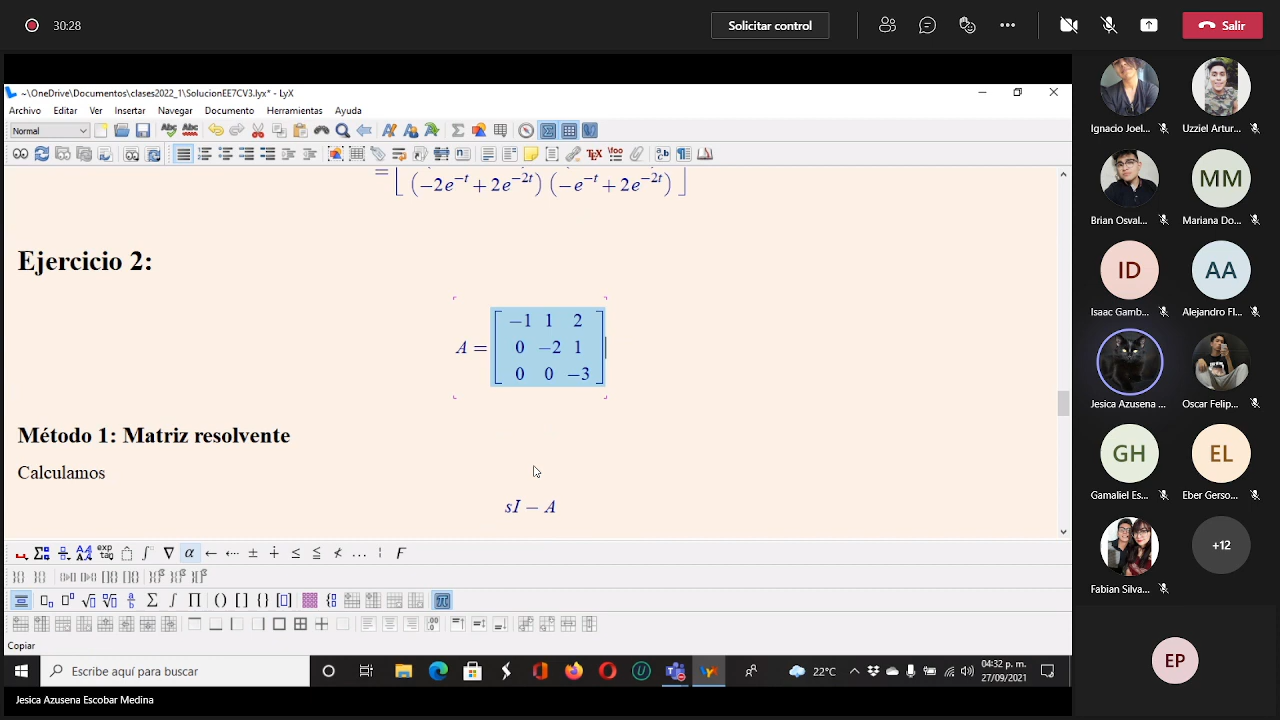 30:28
Solicitar control
Salir
~\OneDrive\Documentos\clases2022_1\SolucionEE7CV3.lyx* - LyX
Archivo Editar Ver Insertar Navegar Documento Herramientas Ayuda
Normal
= [ (−2e^{−t} + 2e^{−2t}) (−e^{−t} + 2e^{−2t}) ]
Ejercicio 2:
−1 1 2
A = 0 −2 1
0 0 −3
Método 1: Matriz resolvente
Calculamos
sI − A
Copiar
Escribe aquí para buscar
22°C
04:32 p. m.
27/09/2021
Jesica Azusena Escobar Medina
Ignacio Joel...
Uzziel Artur...
Brian Osval...
MM
Mariana Do...
ID
Isaac Gamb...
AA
Alejandro Fl...
Jesica Azusena ...
Oscar Felip...
GH
Gamaliel Es...
EL
Eber Gerso...
Fabian Silva...
+12
EP